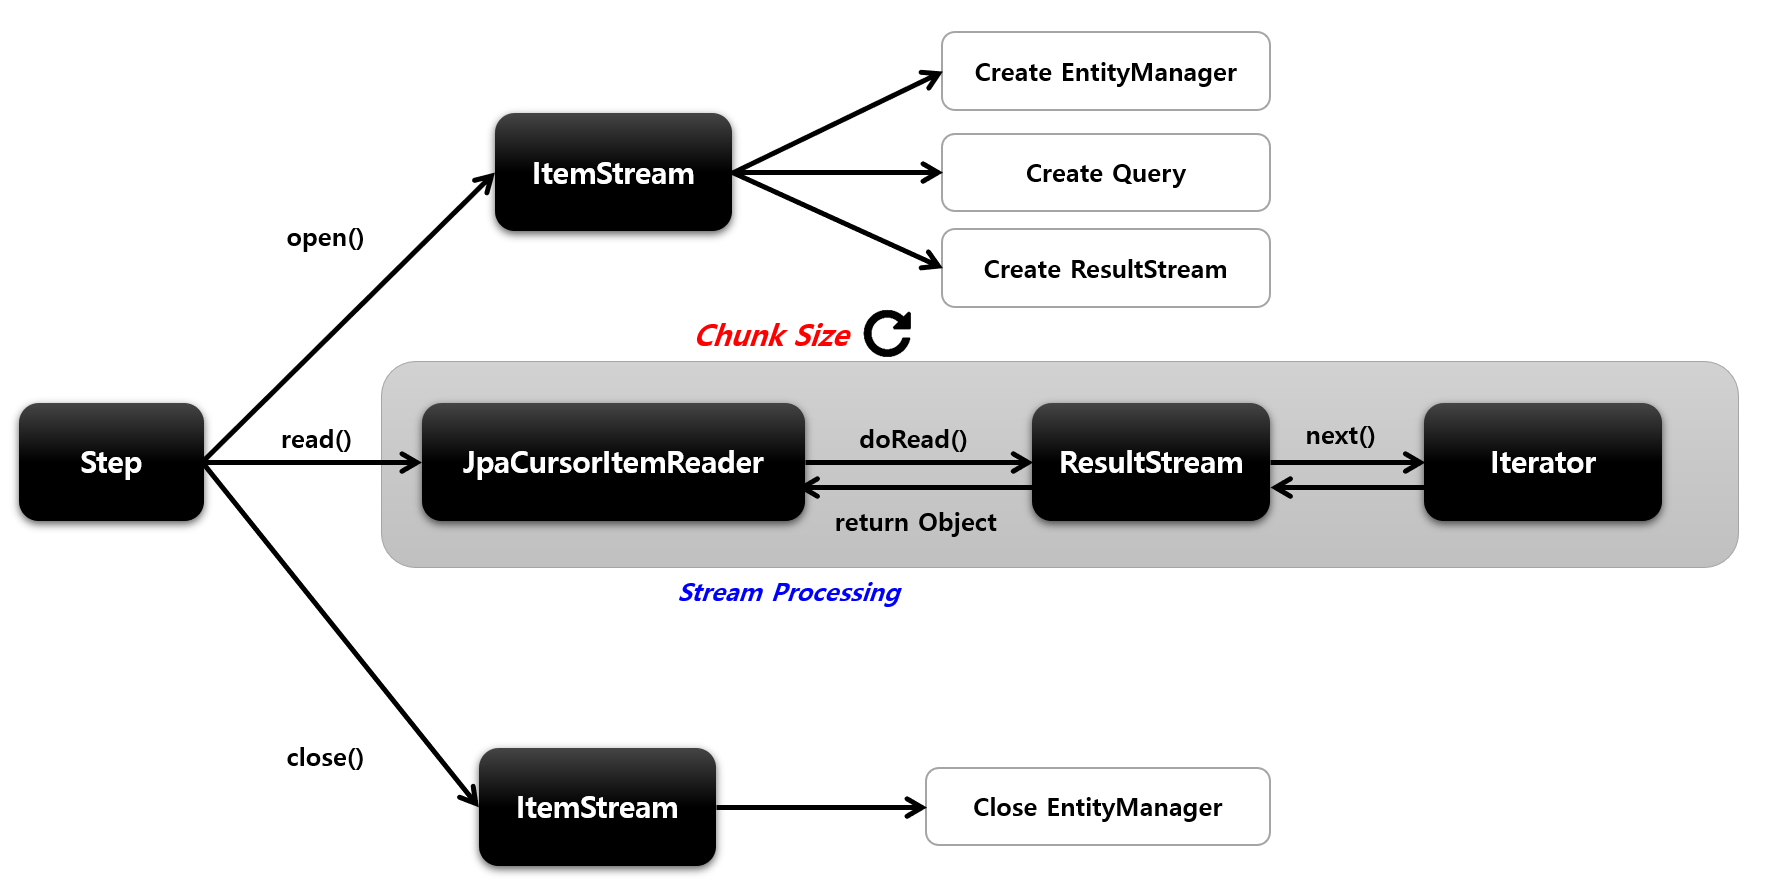 Create EntityManager
ItemStream
Create Query
open()
Create ResultStream
Chunk Size
Step
read()
JpaCursorItemReader
doRead()
return Object
ResultStream
next()
Iterator
Stream Processing
close()
ItemStream
Close EntityManager